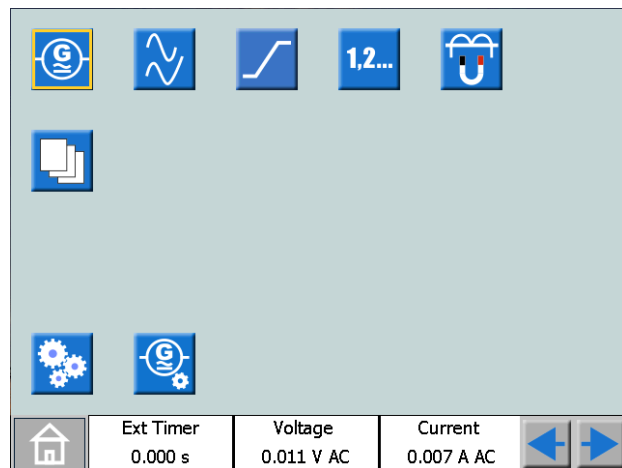 G
1,2...
G
Ext Timer
Voltage
Current
0.000 s
0.011 V AC
0.007 A AC